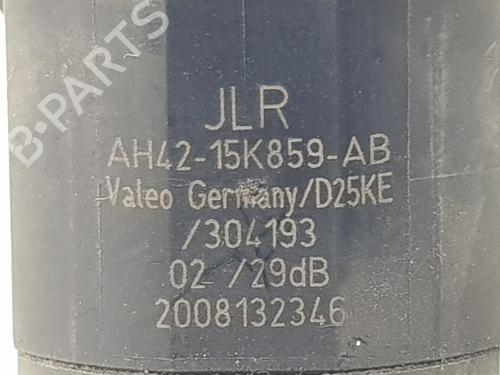 B-PARTS
JLR
AH42-15K859-AB
Valeo Germany/D25KE
/304193
02 /29dB
2008132346